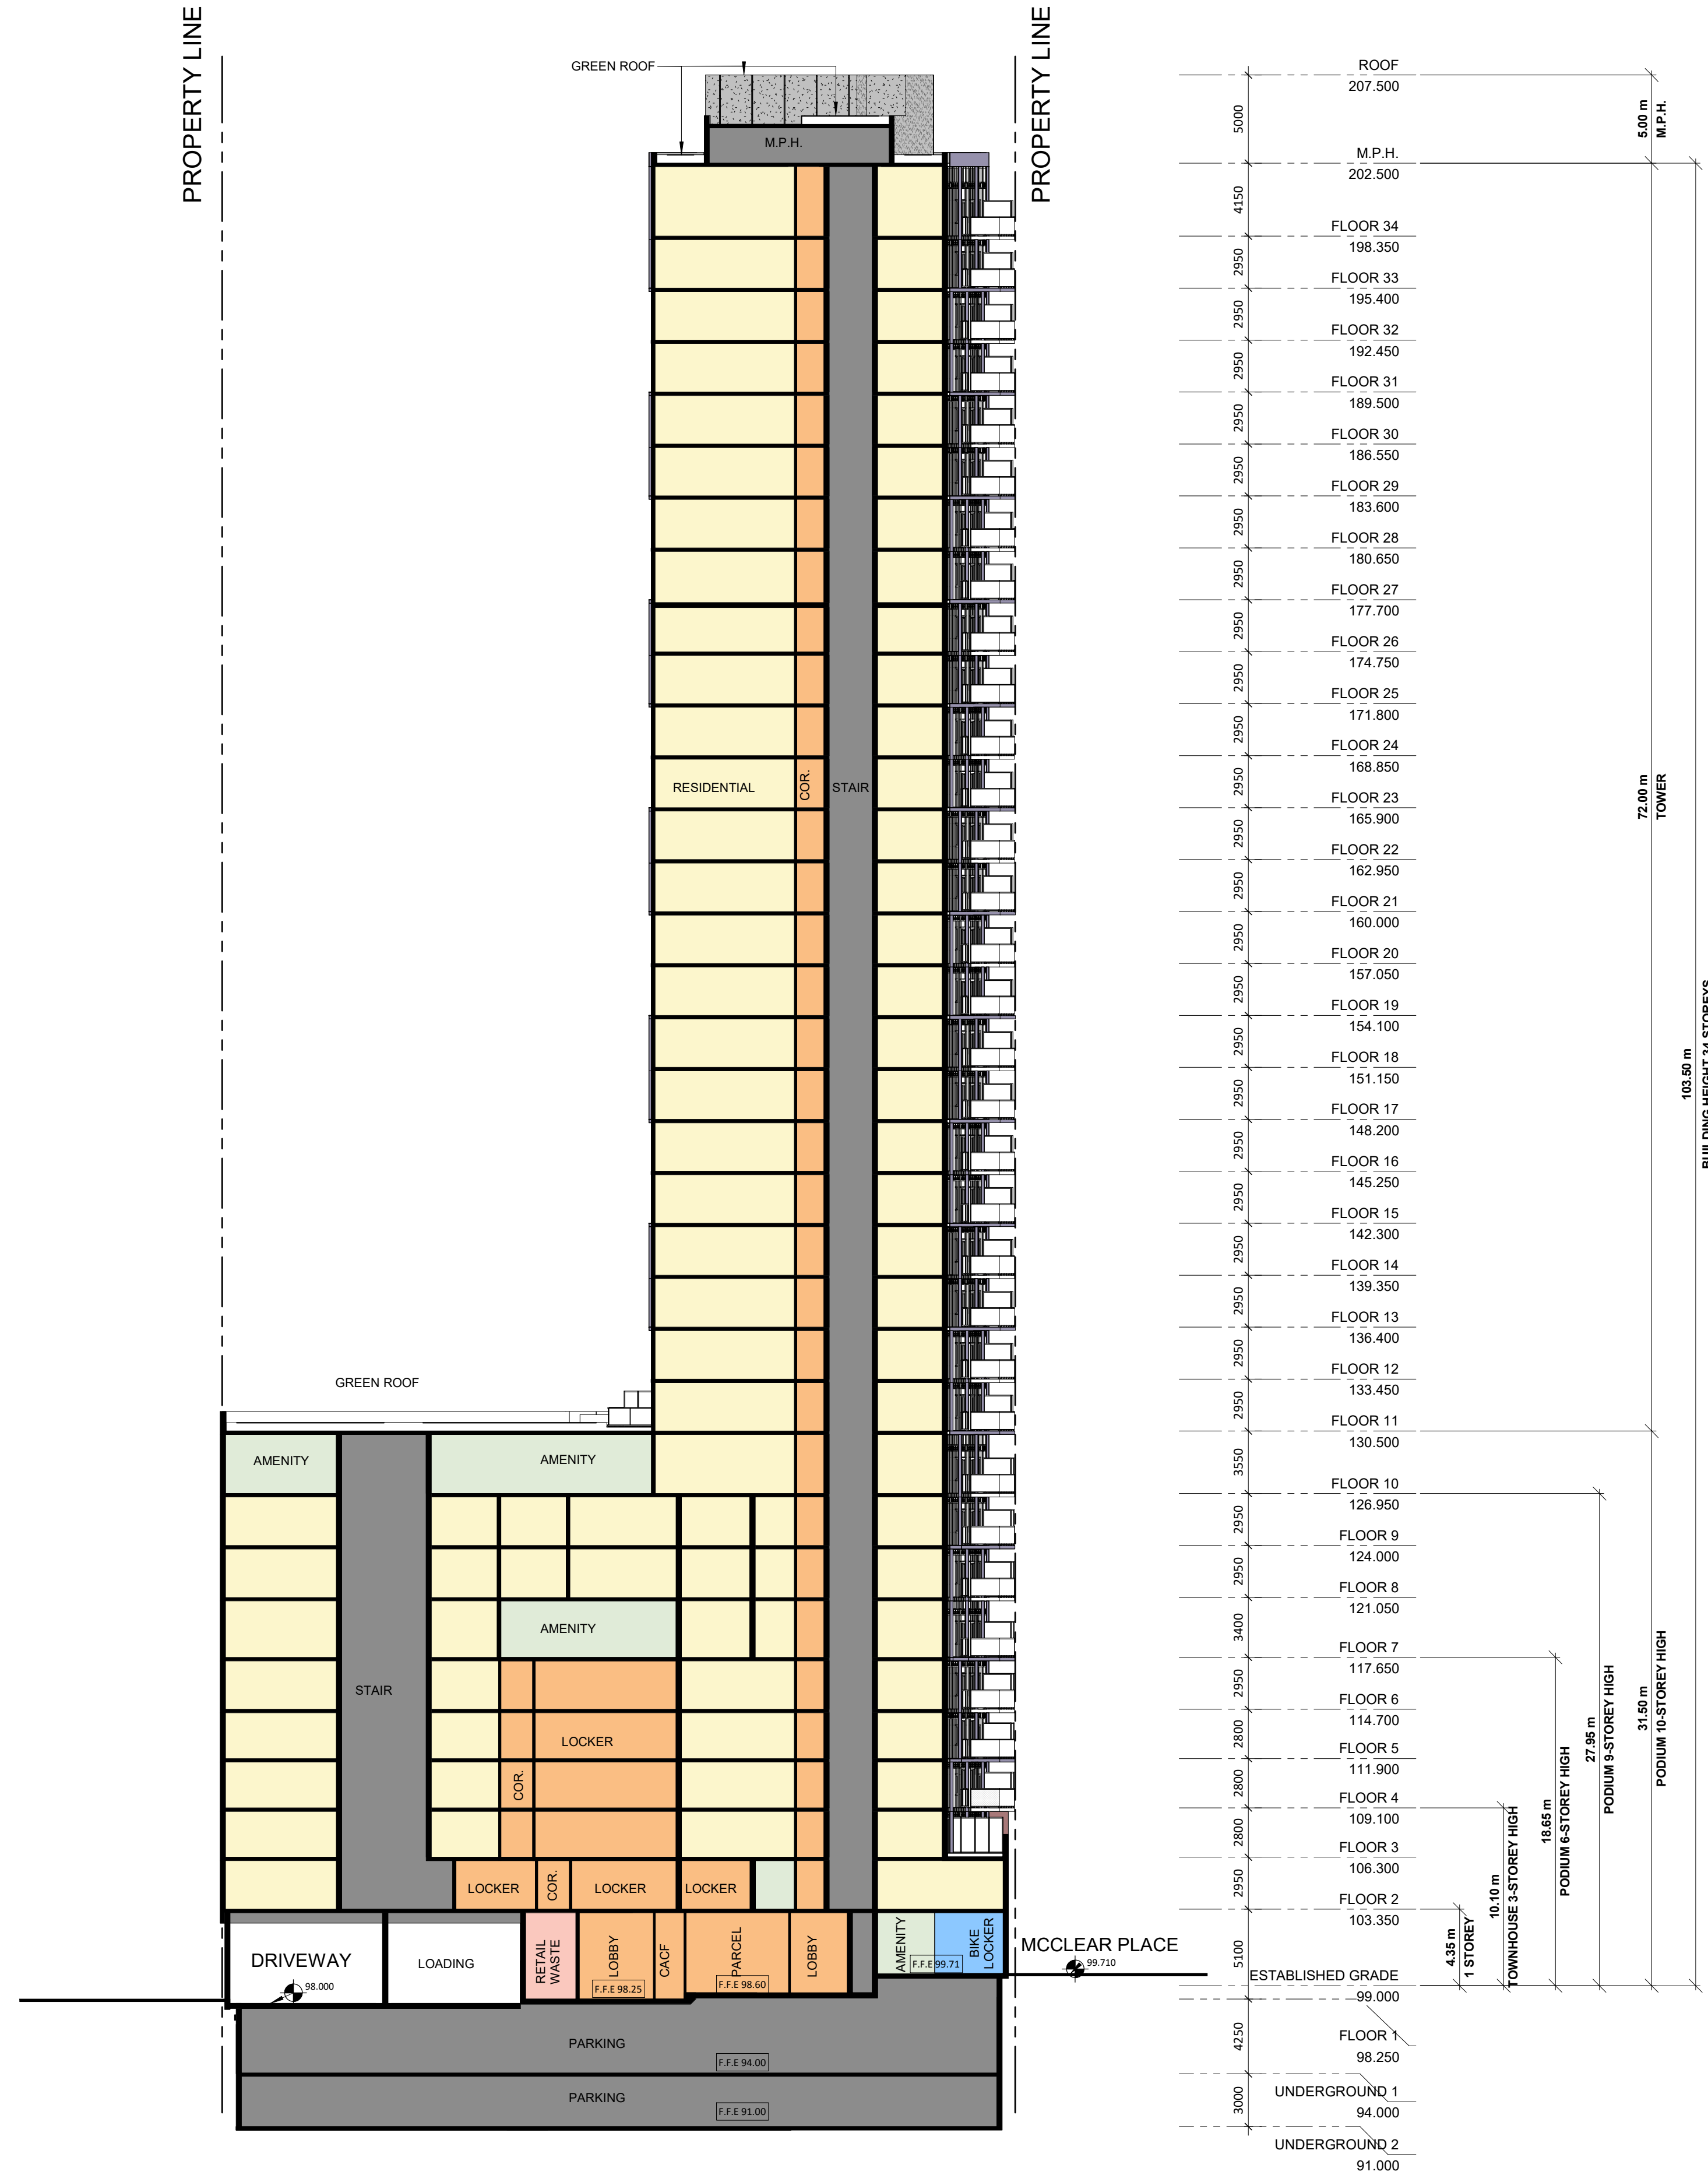 PROPERTY LINE
PROPERTY LINE
GREEN ROOF
M.P.H.
RESIDENTIAL
COR.
STAIR
GREEN ROOF
AMENITY
AMENITY
AMENITY
STAIR
LOCKER
COR.
LOCKER
COR.
LOCKER
LOCKER
DRIVEWAY
98.000
LOADING
RETAIL
WASTE
LOBBY
F.F.E 98.25
CACF
PARCEL
F.F.E 98.60
LOBBY
AMENITY
F.F.E 99.71
BIKE
LOCKER
MCCLEAR PLACE
99.710
PARKING
F.F.E 94.00
PARKING
F.F.E 91.00
ROOF
207.500
5000
M.P.H.
202.500
4150
FLOOR 34
198.350
2950
FLOOR 33
195.400
2950
FLOOR 32
192.450
2950
FLOOR 31
189.500
2950
FLOOR 30
186.550
2950
FLOOR 29
183.600
2950
FLOOR 28
180.650
2950
FLOOR 27
177.700
2950
FLOOR 26
174.750
2950
FLOOR 25
171.800
2950
FLOOR 24
168.850
2950
FLOOR 23
165.900
2950
FLOOR 22
162.950
2950
FLOOR 21
160.000
2950
FLOOR 20
157.050
2950
FLOOR 19
154.100
2950
FLOOR 18
151.150
2950
FLOOR 17
148.200
2950
FLOOR 16
145.250
2950
FLOOR 15
142.300
2950
FLOOR 14
139.350
2950
FLOOR 13
136.400
2950
FLOOR 12
133.450
2950
FLOOR 11
130.500
3550
FLOOR 10
126.950
2950
FLOOR 9
124.000
2950
FLOOR 8
121.050
3400
FLOOR 7
117.650
2950
FLOOR 6
114.700
2800
FLOOR 5
111.900
2800
FLOOR 4
109.100
2800
FLOOR 3
106.300
2950
FLOOR 2
103.350
5100
ESTABLISHED GRADE
99.000
FLOOR 1
98.250
4250
UNDERGROUND 1
94.000
3000
UNDERGROUND 2
91.000
4.35 m
1 STOREY
10.10 m
TOWNHOUSE 3-STOREY HIGH
18.65 m
PODIUM 6-STOREY HIGH
27.95 m
PODIUM 9-STOREY HIGH
31.50 m
PODIUM 10-STOREY HIGH
72.00 m
TOWER
5.00 m
M.P.H.
103.50 m
BUILDING HEIGHT 34 STOREYS